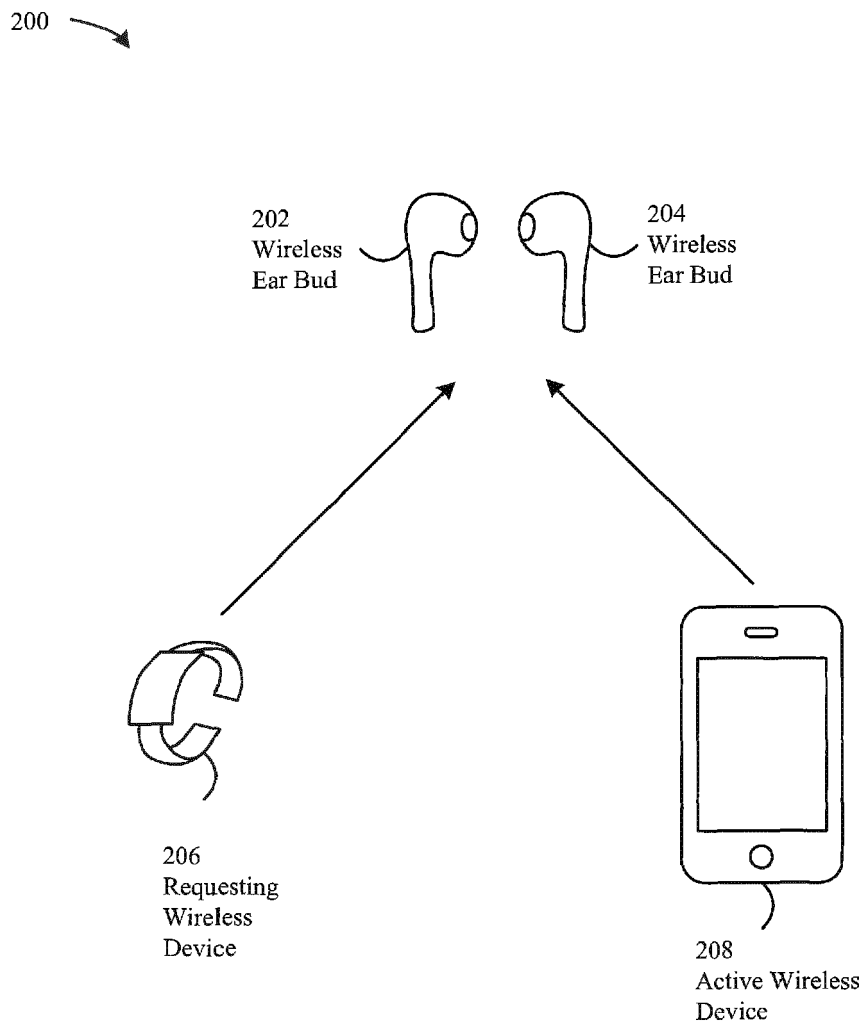 200
202
Wireless
Ear Bud
204
Wireless
Ear Bud
206
Requesting
Wireless
Device
208
Active Wireless
Device